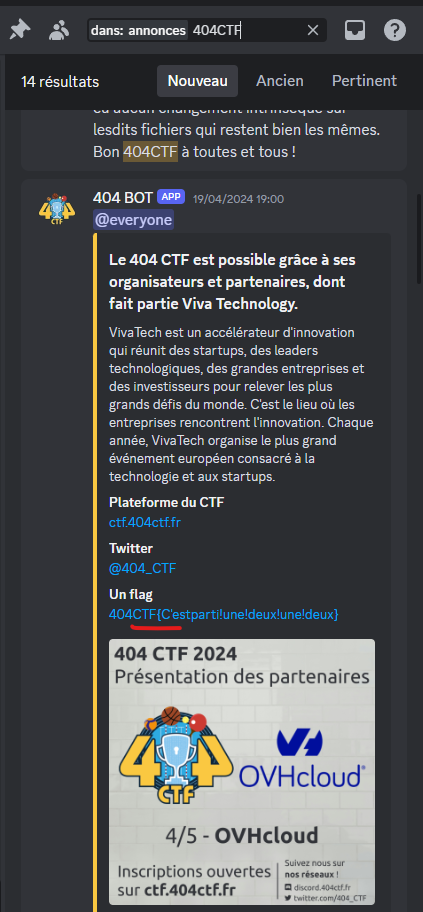 dans: annonces 404CTF
14 résultats
Nouveau
Ancien
Pertinent
lesdits fichiers qui restent bien les mêmes.
Bon 404CTF à toutes et tous !
404 BOT APP 19/04/2024 19:00
@everyone
Le 404 CTF est possible grâce à ses
organisateurs et partenaires, dont
fait partie Viva Technology.
VivaTech est un accélérateur d'innovation
qui réunit des startups, des leaders
technologiques, des grandes entreprises et
des investisseurs pour relever les plus
grands défis du monde. C'est le lieu où les
entreprises rencontrent l'innovation. Chaque
année, VivaTech organise le plus grand
événement européen consacré à la
technologie et aux startups.
Plateforme du CTF
ctf.404ctf.fr
Twitter
@404_CTF
Un flag
404CTF{C'estparti!une!deux!une!deux}
404 CTF 2024
Présentation des partenaires
CTF
OVHcloud
4/5 - OVHcloud
Inscriptions ouvertes
sur ctf.404ctf.fr
Suivez nous sur
nos réseaux !
discord.404ctf.fr
twitter.com/404_CTF